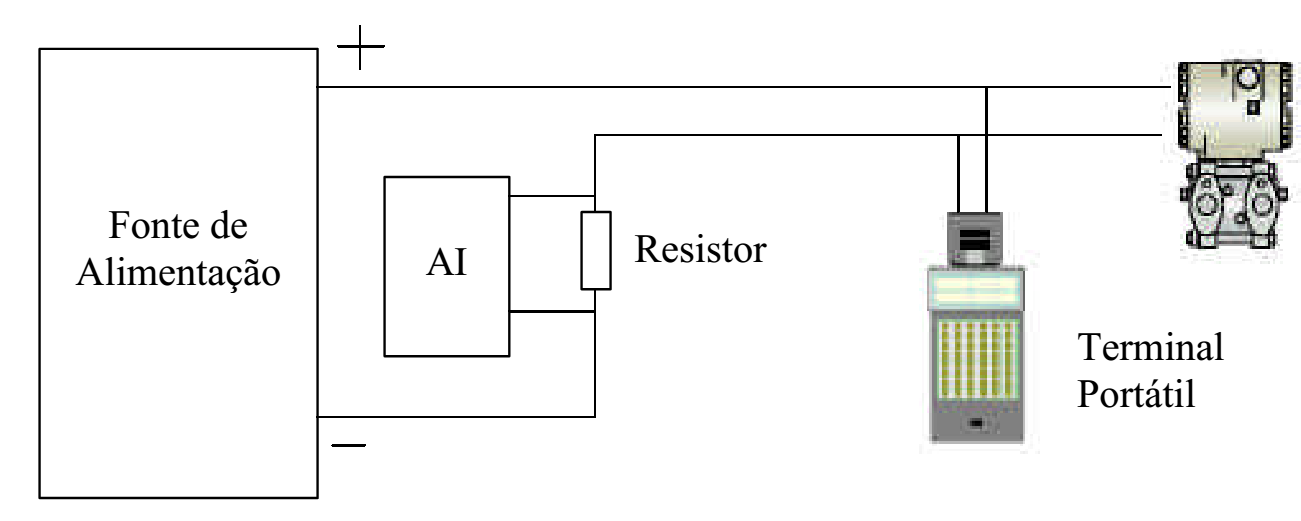 +
Fonte de
Alimentação
AI
Resistor
Terminal
Portátil
−